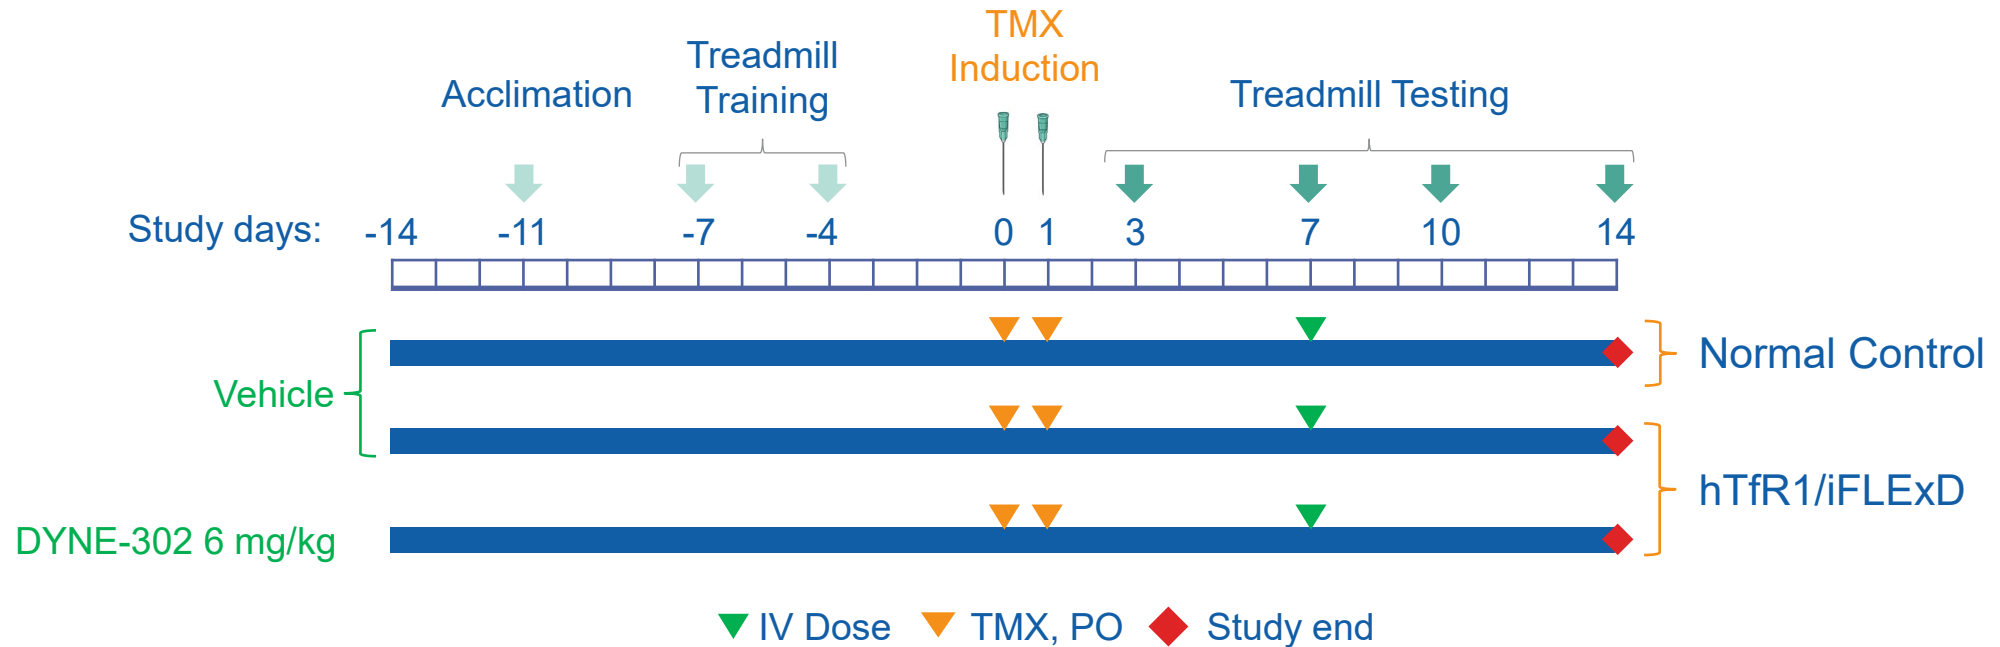 TMX
Induction
Treadmill
Training
Acclimation
Treadmill Testing
Study days: -14 -11 -7 -4 0 1 3 7 10 14
Normal Control
Vehicle
hTfR1/iFLExD
DYNE-302 6 mg/kg
IV Dose TMX, PO Study end